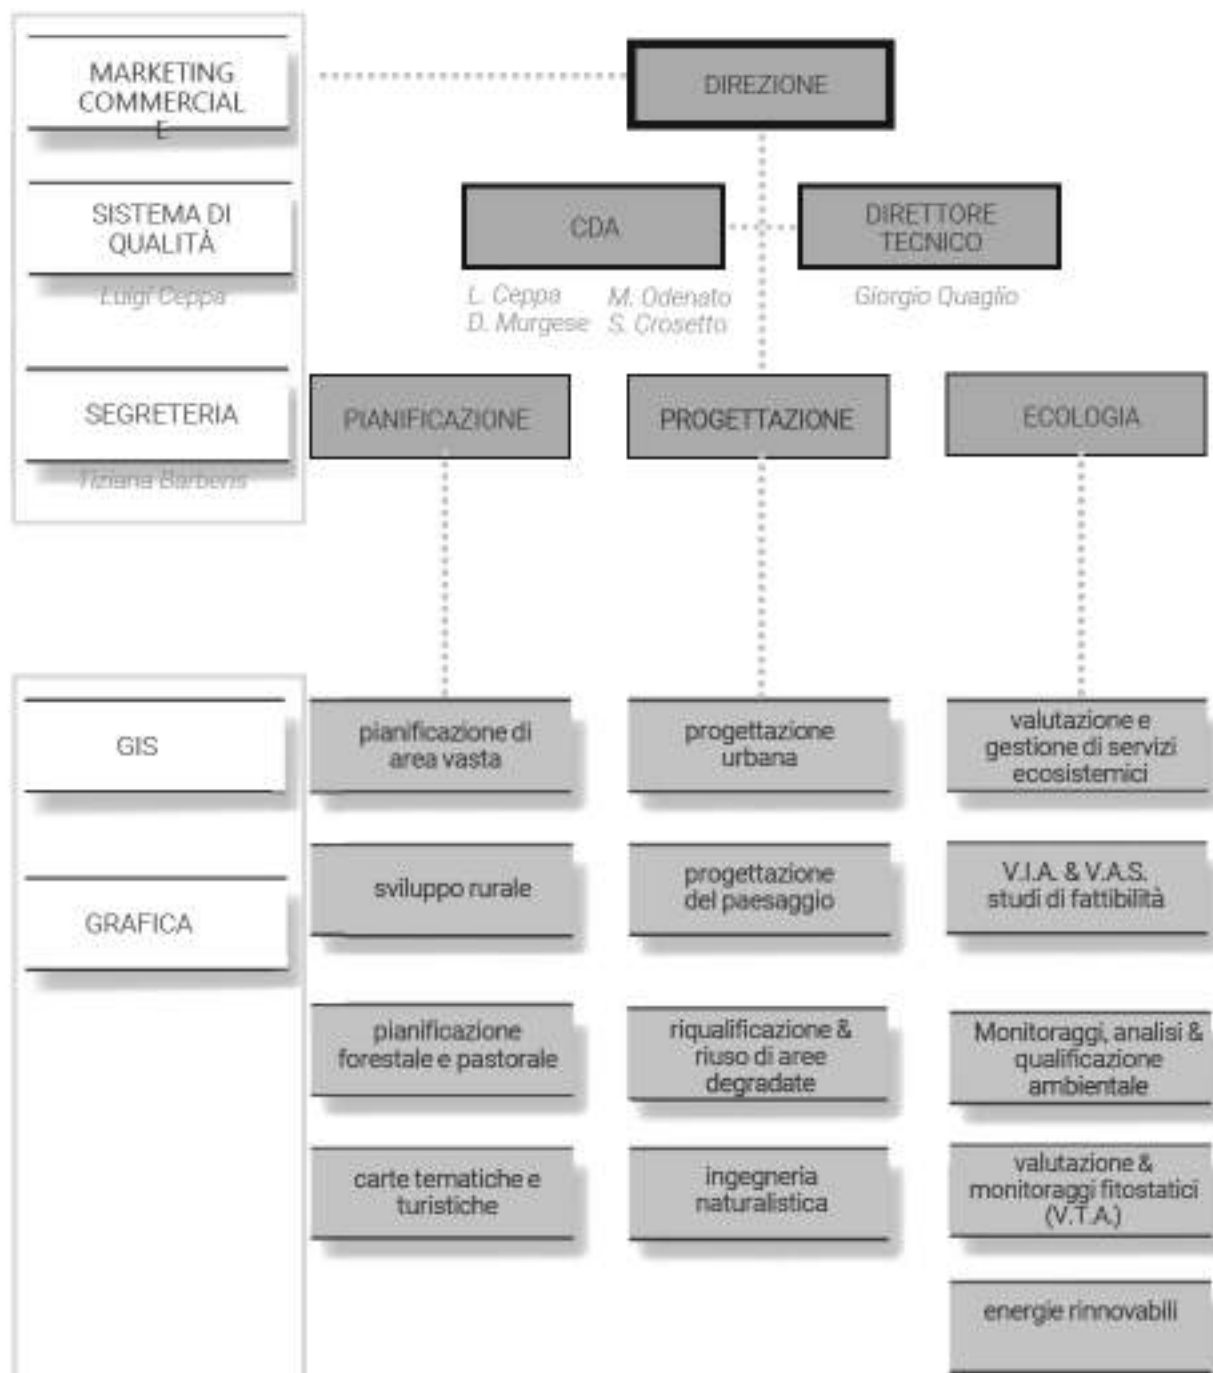 MARKETING
COMMERCIAL
E
DIREZIONE
SISTEMA DI
QUALITÀ
Luigi Ceppa
CDA
DIRETTORE
TECNICO
L. Ceppa
M. Odenato
D. Murgese
S. Crosetto
Giorgio Quaglio
SEGRETERIA
Tiziana Barberis
PIANIFICAZIONE
PROGETTAZIONE
ECOLOGIA
GIS
GRAFICA
pianificazione di
area vasta
sviluppo rurale
pianificazione
forestale e pastorale
carte tematiche e
turistiche
progettazione
urbana
progettazione
del paesaggio
riqualificazione &
riuso di aree
degradate
ingegneria
naturalistica
valutazione e
gestione di servizi
ecosistemici
V.I.A. & V.A.S.
studi di fattibilità
Monitoraggi, analisi &
qualificazione
ambientale
valutazione &
monitoraggi fitostatici
(V.T.A.)
energie rinnovabili